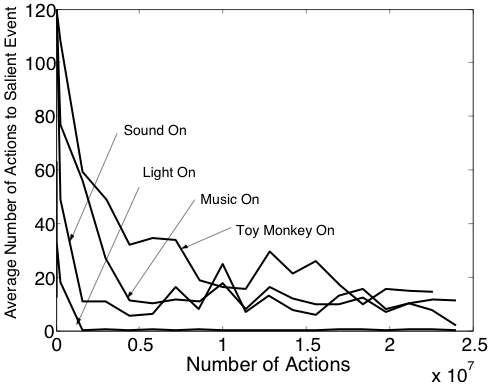 Average Number of Actions to Salient Event
120
100
80
60
40
20
0
Sound On
Light On
Music On
Toy Monkey On
0
0.5
1
1.5
2
2.5
Number of Actions
x 10^7